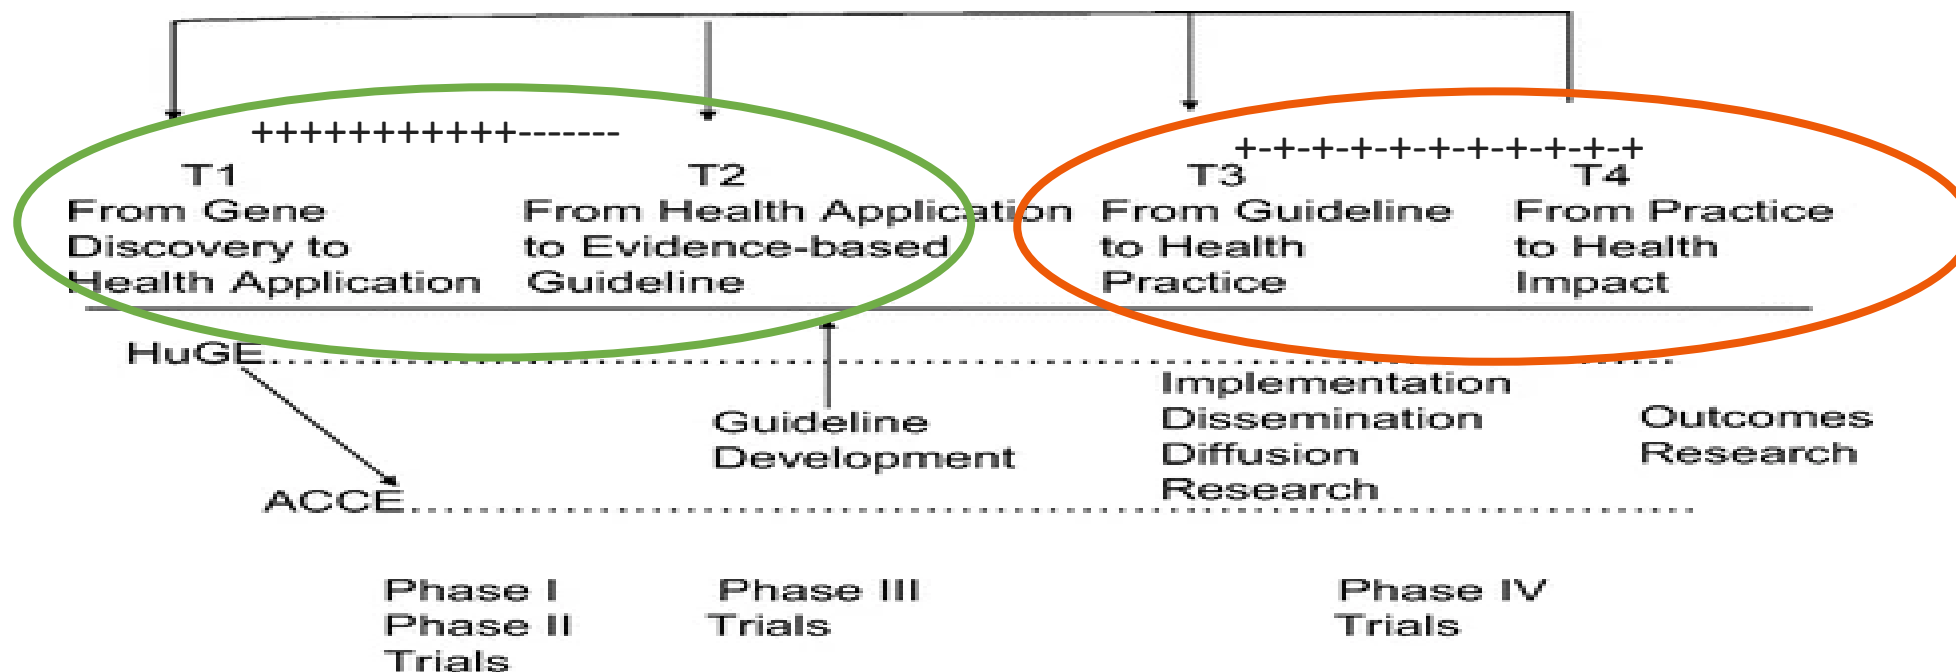 +++++++++++-------
+-+-+-+-+-+-+-+-+-+-+
T1
From Gene
Discovery to
Health Application
T2
From Health Application
to Evidence-based
Guideline
T3
From Guideline
to Health
Practice
T4
From Practice
to Health
Impact
HuGE
Guideline
Development
Implementation
Dissemination
Diffusion
Research
Outcomes
Research
ACCE
Phase I
Phase II
Trials
Phase III
Trials
Phase IV
Trials